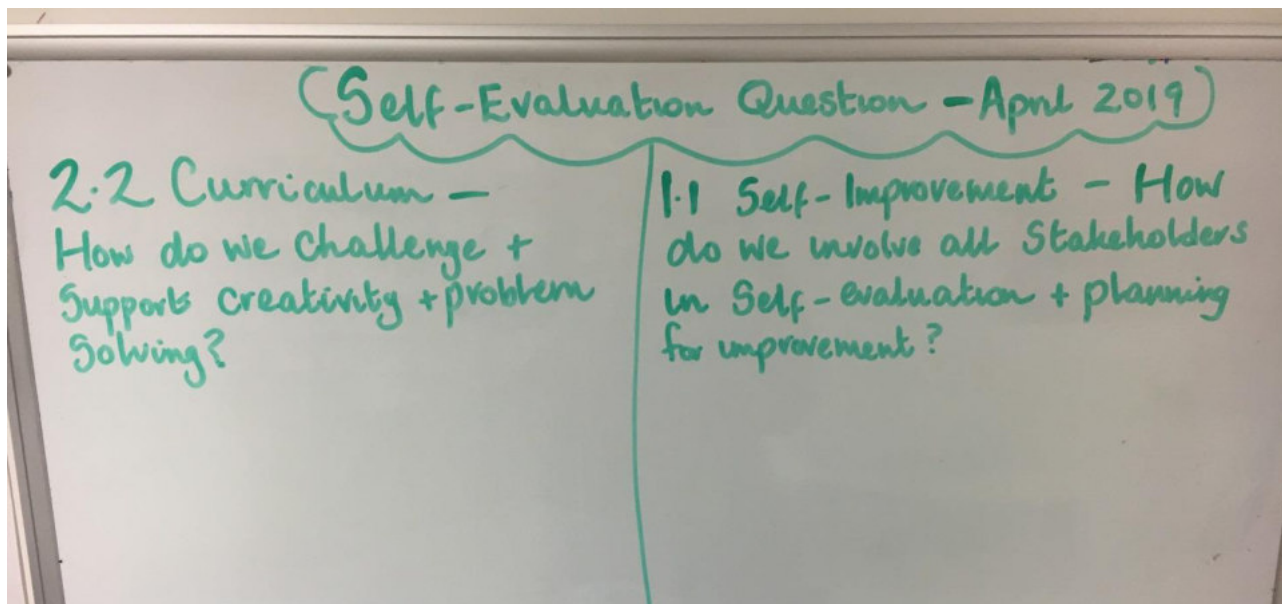 Self-Evaluation Question - April 2019
2.2 Curriculum -
How do we challenge +
Support creativity + problem
Solving?
1.1 Self-Improvement - How
do we involve all Stakeholders
in Self-evaluation + planning
for improvement?